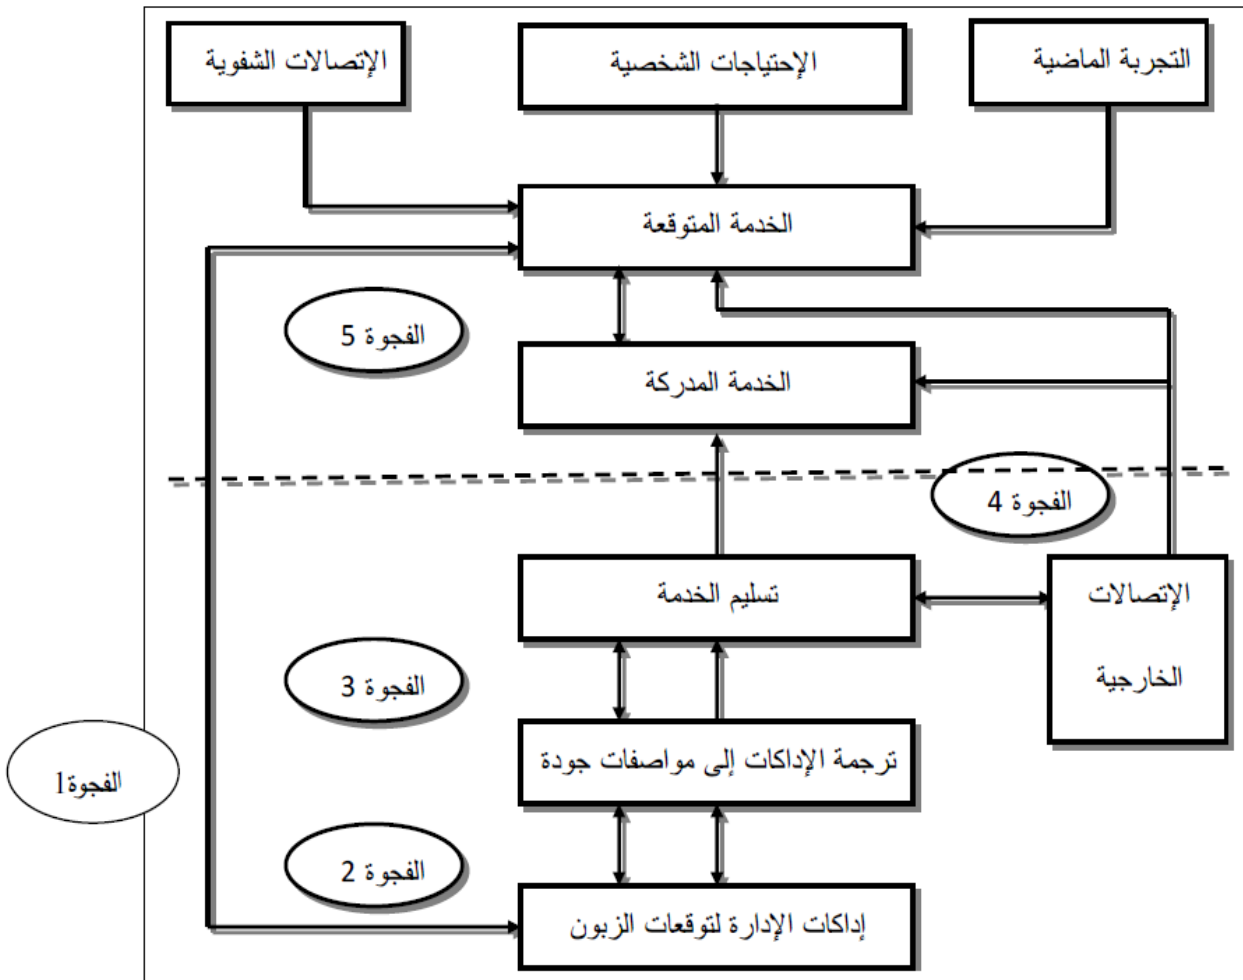 التجربة الماضية
الإحتياجات الشخصية
الإتصالات الشفوية
الخدمة المتوقعة
الفجوة 5
الخدمة المدركة
الفجوة 4
تسليم الخدمة
الإتصالات
الخارجية
الفجوة 3
ترجمة الإداكات إلى مواصفات جودة
الفجوة1
الفجوة 2
إداكات الإدارة لتوقعات الزبون